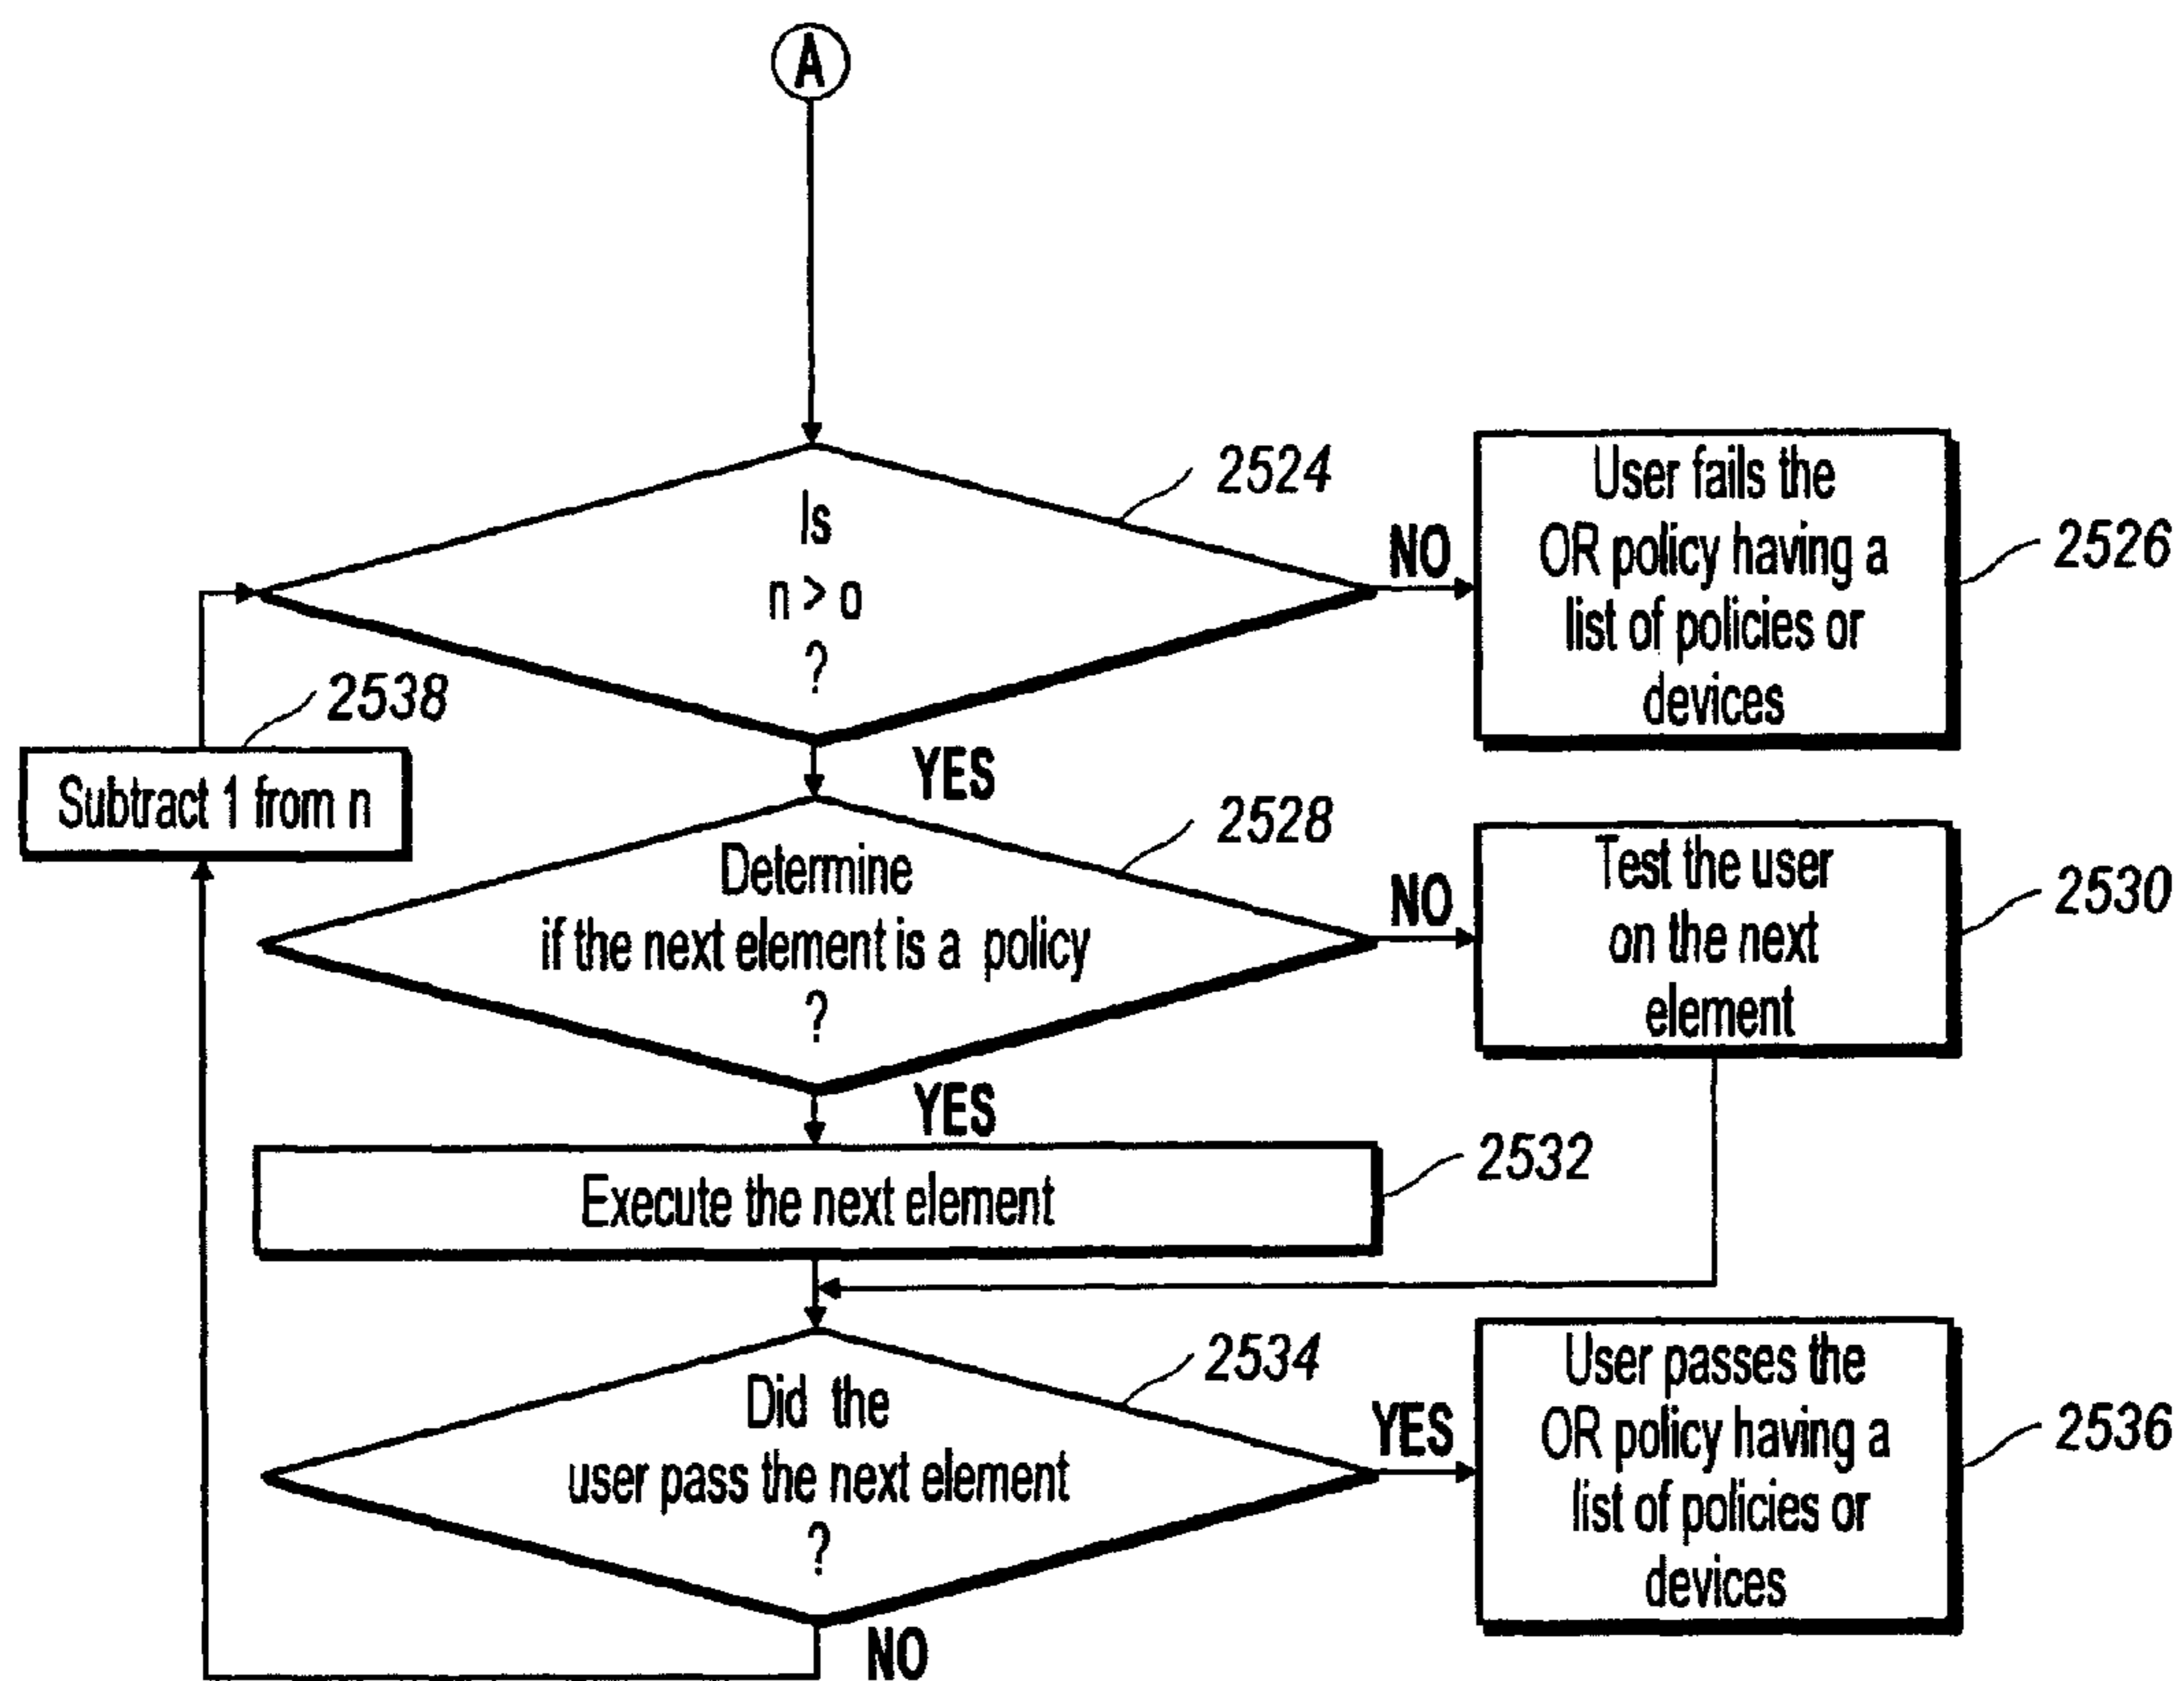 A
Is
n > o
?
2524
NO
User fails the
OR policy having a
list of policies or
devices
2526
YES
2538
Subtract 1 from n
Determine
if the next element is a policy
?
2528
NO
Test the user
on the next
element
2530
YES
Execute the next element
2532
Did the
user pass the next element
?
2534
YES
User passes the
OR policy having a
list of policies or
devices
2536
NO